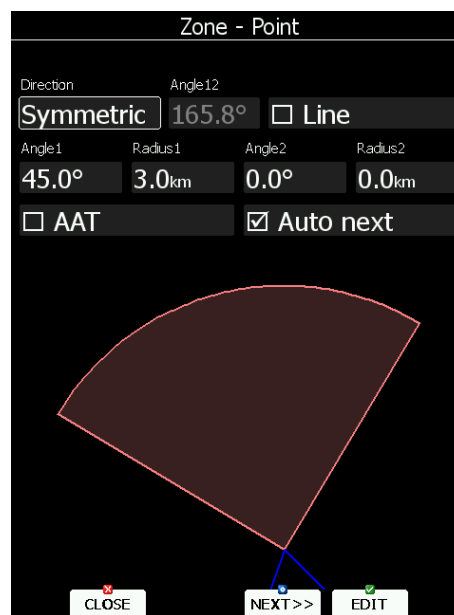 Zone - Point
Direction Angle12
Symmetric 165.8° Line
Angle1 Radius1 Angle2 Radius2
45.0° 3.0km 0.0° 0.0km
AAT Auto next
CLOSE NEXT>> EDIT